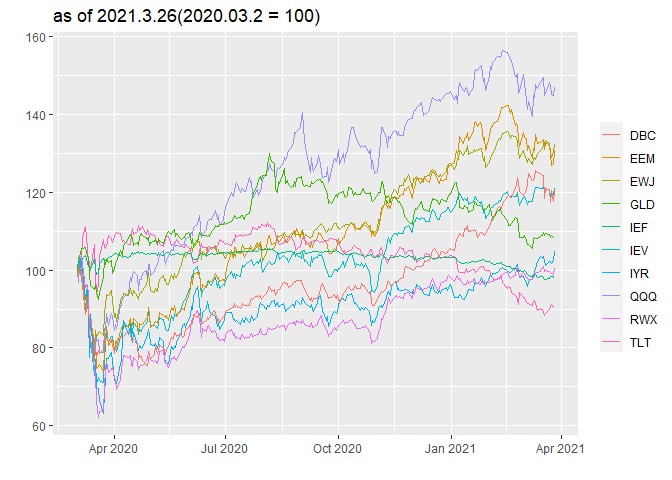 as of 2021.3.26(2020.03.2 = 100)
160
140
120
100
80
60
Apr 2020
Jul 2020
Oct 2020
Jan 2021
Apr 2021
DBC
EEM
EWJ
GLD
IEF
IEV
IYR
QQQ
RWX
TLT